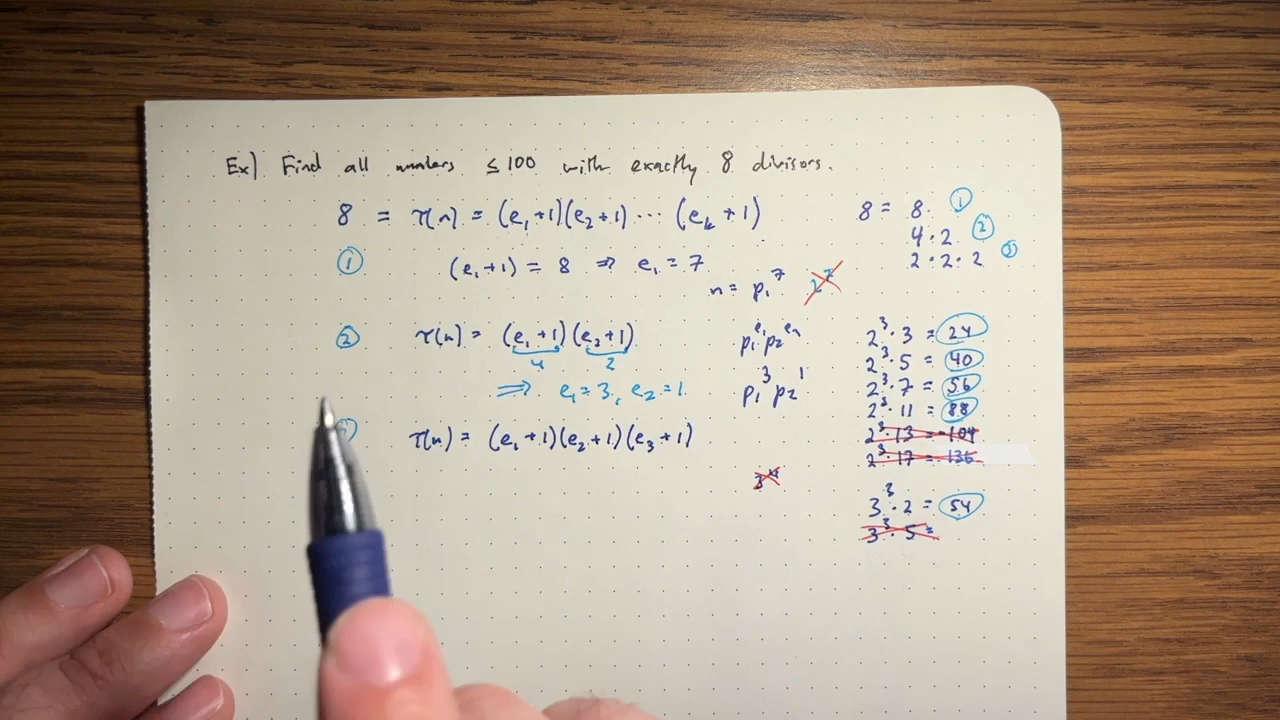 Ex) Find all numbers ≤ 100 with exactly 8 divisors.
8 = τ(n) = (e₁+1)(e₂+1) ⋯ (eₖ+1)
8 = 8. ①
4·2 ②
2·2·2 ③
① (e₁+1) = 8 ⇒ e₁ = 7
n = p₁⁷ 2⁷
② τ(n) = (e₁+1)(e₂+1)
4 2
⇒ e₁=3, e₂=1
p₁^e₁ p₂^e₂
p₁³ p₂¹
2³·3 = 24
2³·5 = 40
2³·7 = 56
2³·11 = 88
2³·13 = 104
2³·17 = 136
③ τ(n) = (e₁+1)(e₂+1)(e₃+1)
3³·2 = 54
3³·5 =